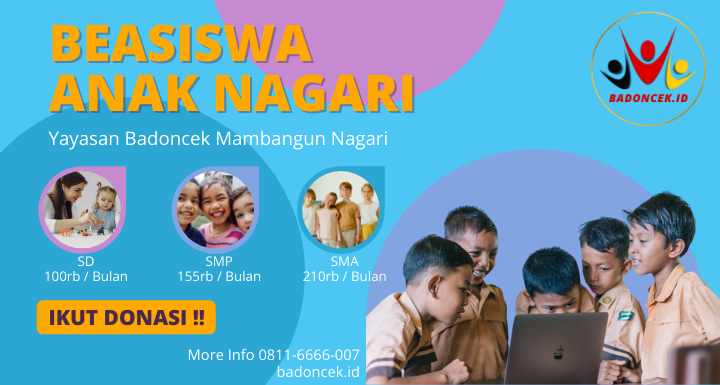 BEASISWA
ANAK NAGARI
Yayasan Badoncek Mambangun Nagari
BADONCEK.ID
SD
100rb / Bulan
SMP
155rb / Bulan
SMA
210rb / Bulan
IKUT DONASI !!
More Info 0811-6666-007
badoncek.id